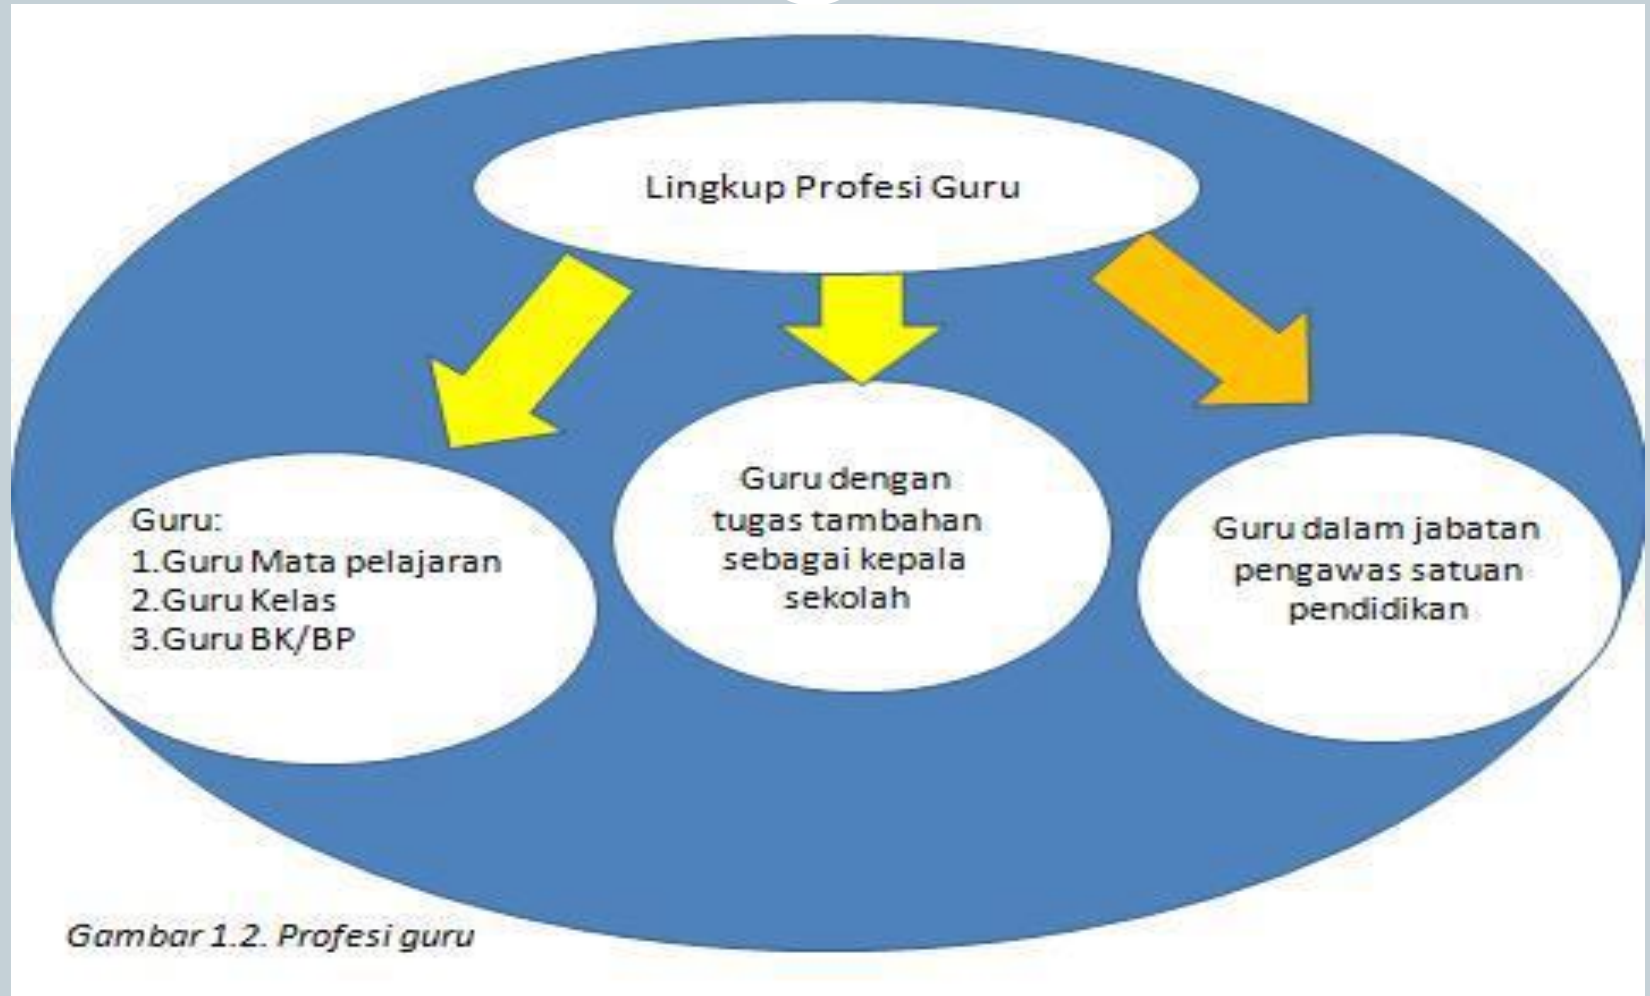 Lingkup Profesi Guru
Guru:
1.Guru Mata pelajaran
2.Guru Kelas
3.Guru BK/BP
Guru dengan
tugas tambahan
sebagai kepala
sekolah
Guru dalam jabatan
pengawas satuan
pendidikan
Gambar 1.2. Profesi guru